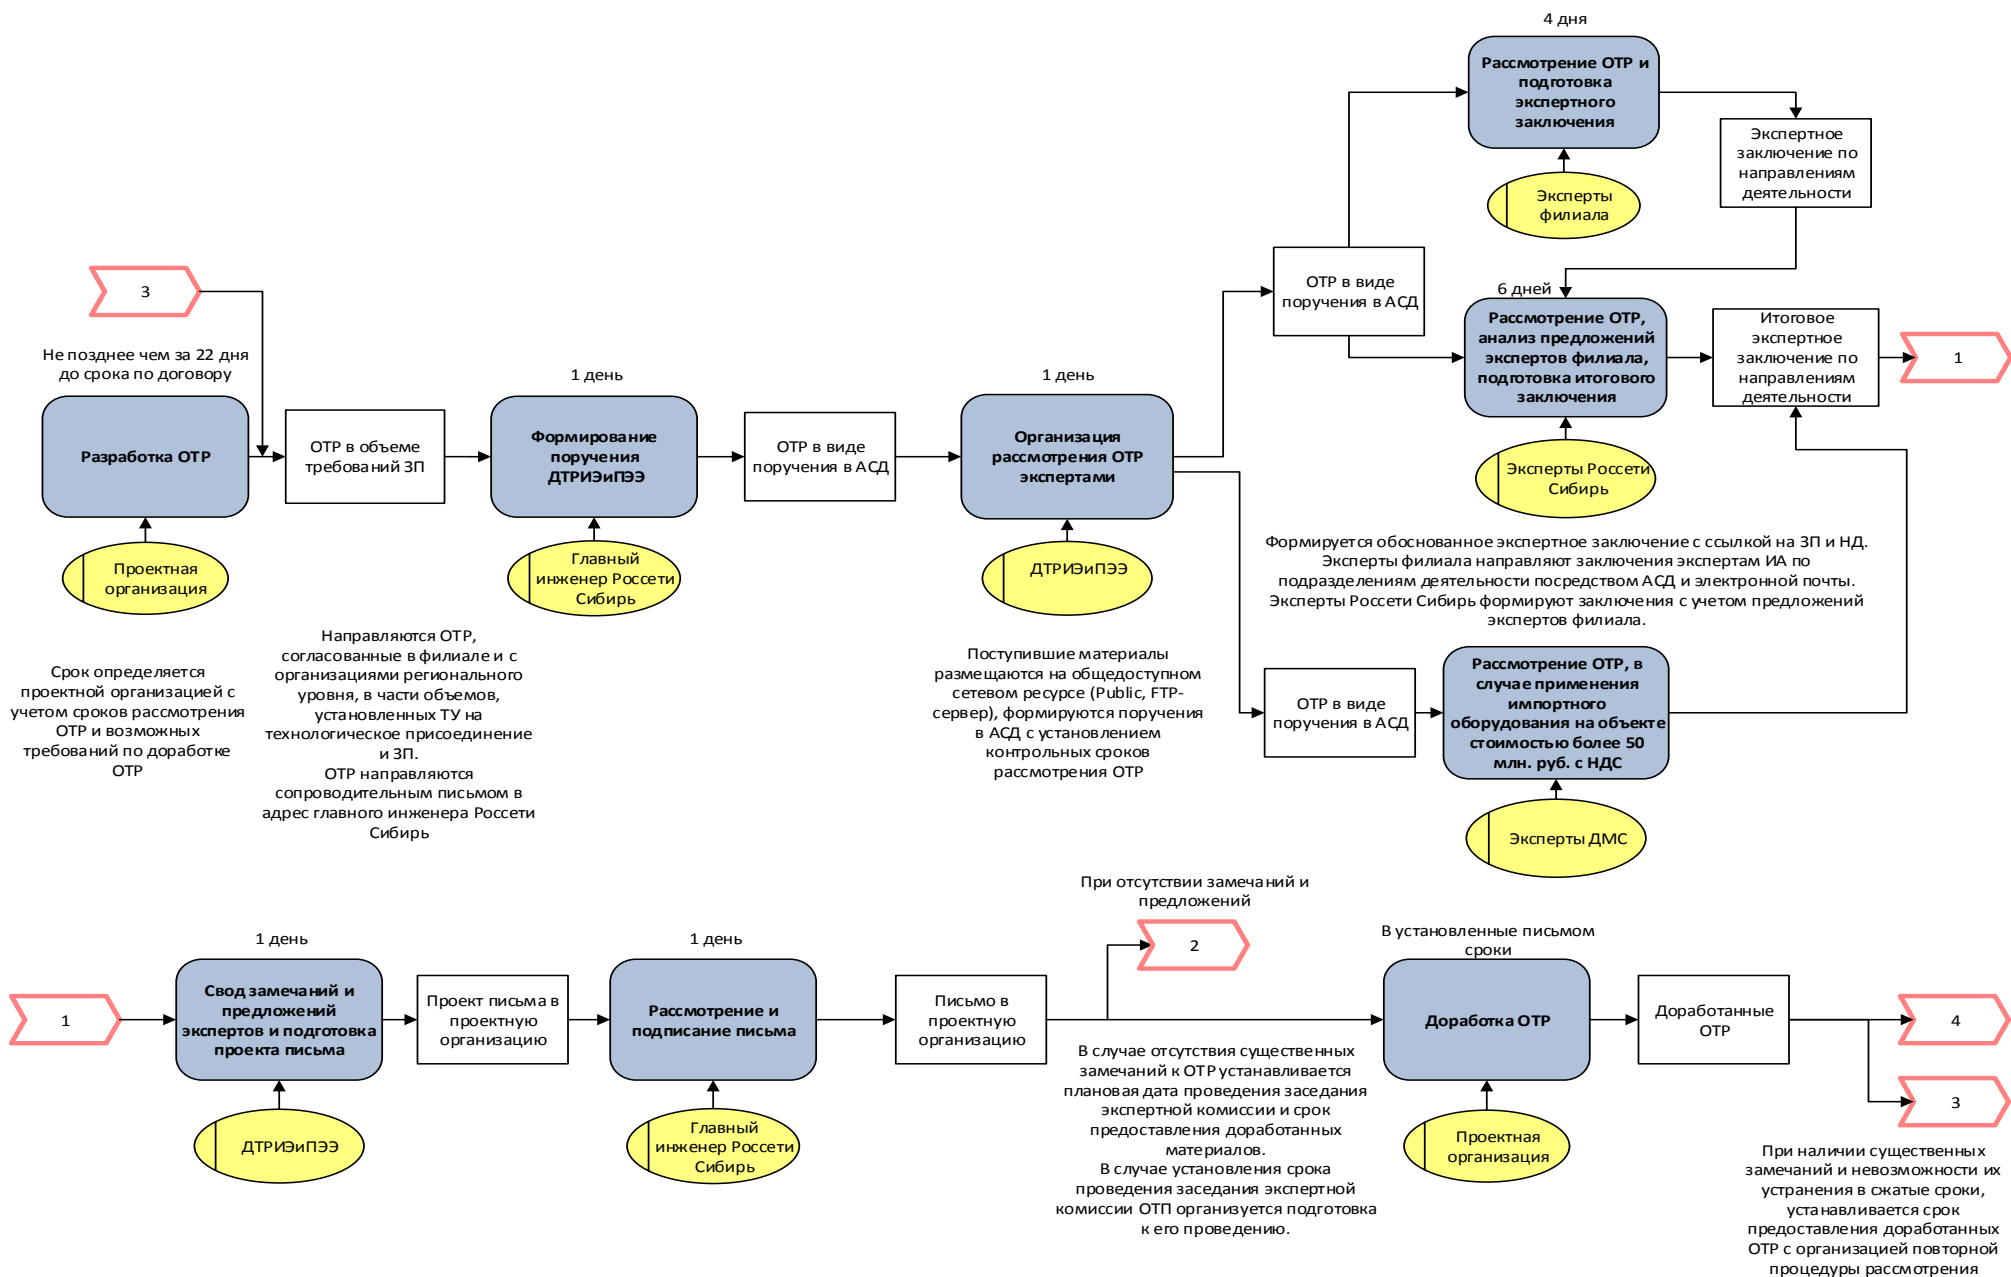 4 дня
Рассмотрение ОТР и
подготовка
экспертного
заключения
Эксперты
филиала
Экспертное
заключение по
направлениям
деятельности
3
Не позднее чем за 22 дня
до срока по договору
Разработка ОТР
Проектная
организация
Срок определяется
проектной организацией с
учетом сроков рассмотрения
ОТР и возможных
требований по доработке
ОТР
ОТР в объеме
требований ЗП
Направляются ОТР,
согласованные в филиале и с
организациями регионального
уровня, в части объемов,
установленных ТУ на
технологическое присоединение
и ЗП.
ОТР направляются
сопроводительным письмом в
адрес главного инженера Россети
Сибирь
1 день
Формирование
поручения
ДТРИЭиПЭЭ
Главный
инженер Россети
Сибирь
ОТР в виде
поручения в АСД
1 день
Организация
рассмотрения ОТР
экспертами
ДТРИЭиПЭЭ
Поступившие материалы
размещаются на общедоступном
сетевом ресурсе (Public, FTP-
сервер), формируются поручения
в АСД с установлением
контрольных сроков
рассмотрения ОТР
ОТР в виде
поручения в АСД
6 дней
Рассмотрение ОТР,
анализ предложений
экспертов филиала,
подготовка итогового
заключения
Эксперты Россети
Сибирь
Итоговое
экспертное
заключение по
направлениям
деятельности
1
Формируется обоснованное экспертное заключение с ссылкой на ЗП и НД.
Эксперты филиала направляют заключения экспертам ИА по
подразделениям деятельности посредством АСД и электронной почты.
Эксперты Россети Сибирь формируют заключения с учетом предложений
экспертов филиала.
ОТР в виде
поручения в АСД
Рассмотрение ОТР, в
случае применения
импортного
оборудования на объекте
стоимостью более 50
млн. руб. с НДС
Эксперты ДМС
1
1 день
Свод замечаний и
предложений
экспертов и подготовка
проекта письма
ДТРИЭиПЭЭ
Проект письма в
проектную
организацию
1 день
Рассмотрение и
подписание письма
Главный
инженер Россети
Сибирь
Письмо в
проектную
организацию
При отсутствии замечаний и
предложений
2
В случае отсутствия существенных
замечаний к ОТР устанавливается
плановая дата проведения заседания
экспертной комиссии и срок
предоставления доработанных
материалов.
В случае установления срока
проведения заседания экспертной
комиссии ОТП организуется подготовка
к его проведению.
В установленные письмом
сроки
Доработка ОТР
Проектная
организация
Доработанные
ОТР
4
3
При наличии существенных
замечаний и невозможности их
устранения в сжатые сроки,
устанавливается срок
предоставления доработанных
ОТР с организацией повторной
процедуры рассмотрения